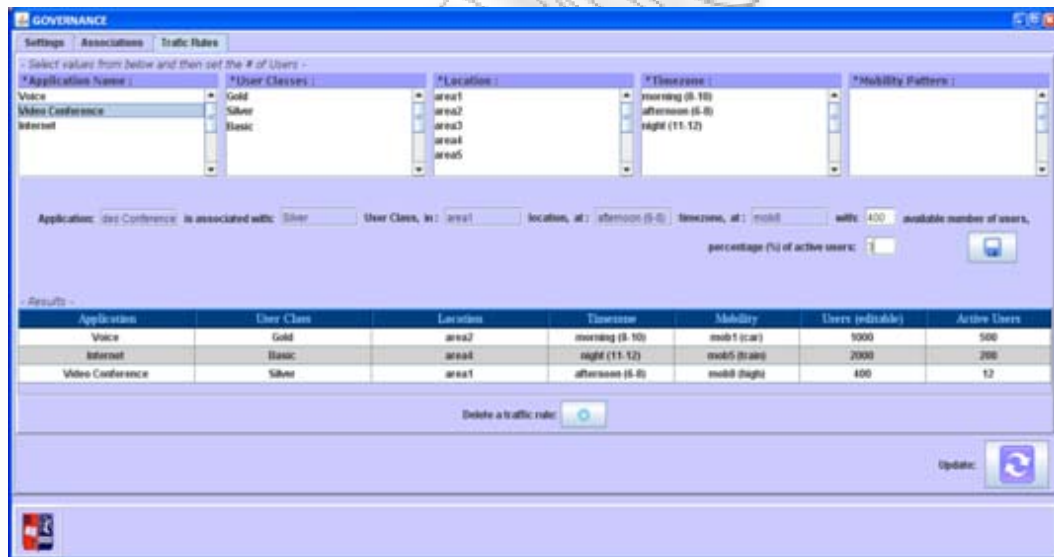 GOVERNANCE
Settings Associations Trafic Rules
- Select values from below and then set the # of Users -
*Application Name : *User Classes : *Location : *Timezone : *Mobility Pattern :
Voice Gold area1 morning (8-10)
Video Conference Silver area2 afternoon (6-8)
Internet Basic area3 night (11-12)
area4
area5
Application: deo Conference is associated with: Silver User Class, in : area1 location, at : afternoon (6-8) timezone, at : mob8 with: 400 available number of users,
percentage (%) of active users: 3
- Results -
Application User Class Location Timezone Mobility Users (editable) Active Users
Voice Gold area2 morning (8-10) mob1 (car) 1000 500
Internet Basic area4 night (11-12) mob5 (train) 2000 200
Video Conference Silver area1 afternoon (6-8) mob8 (high) 400 12
Delete a traffic rule:
Update: